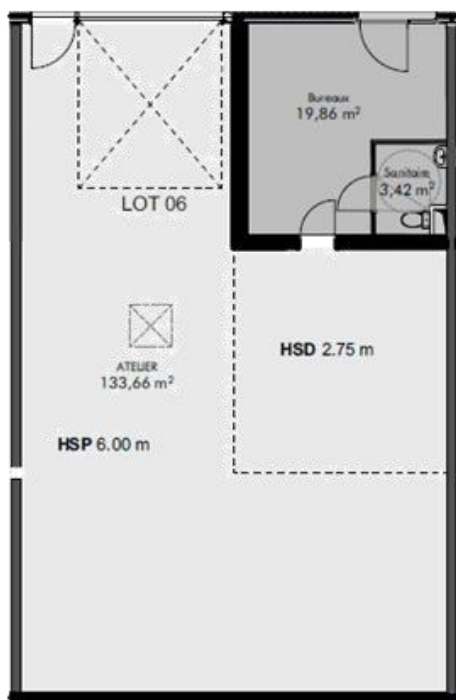 Bureaux
19,86 m²
Sanitaire
3,42 m²
LOT 06
HSD 2.75 m
ATELIER
133,66 m²
HSP 6.00 m